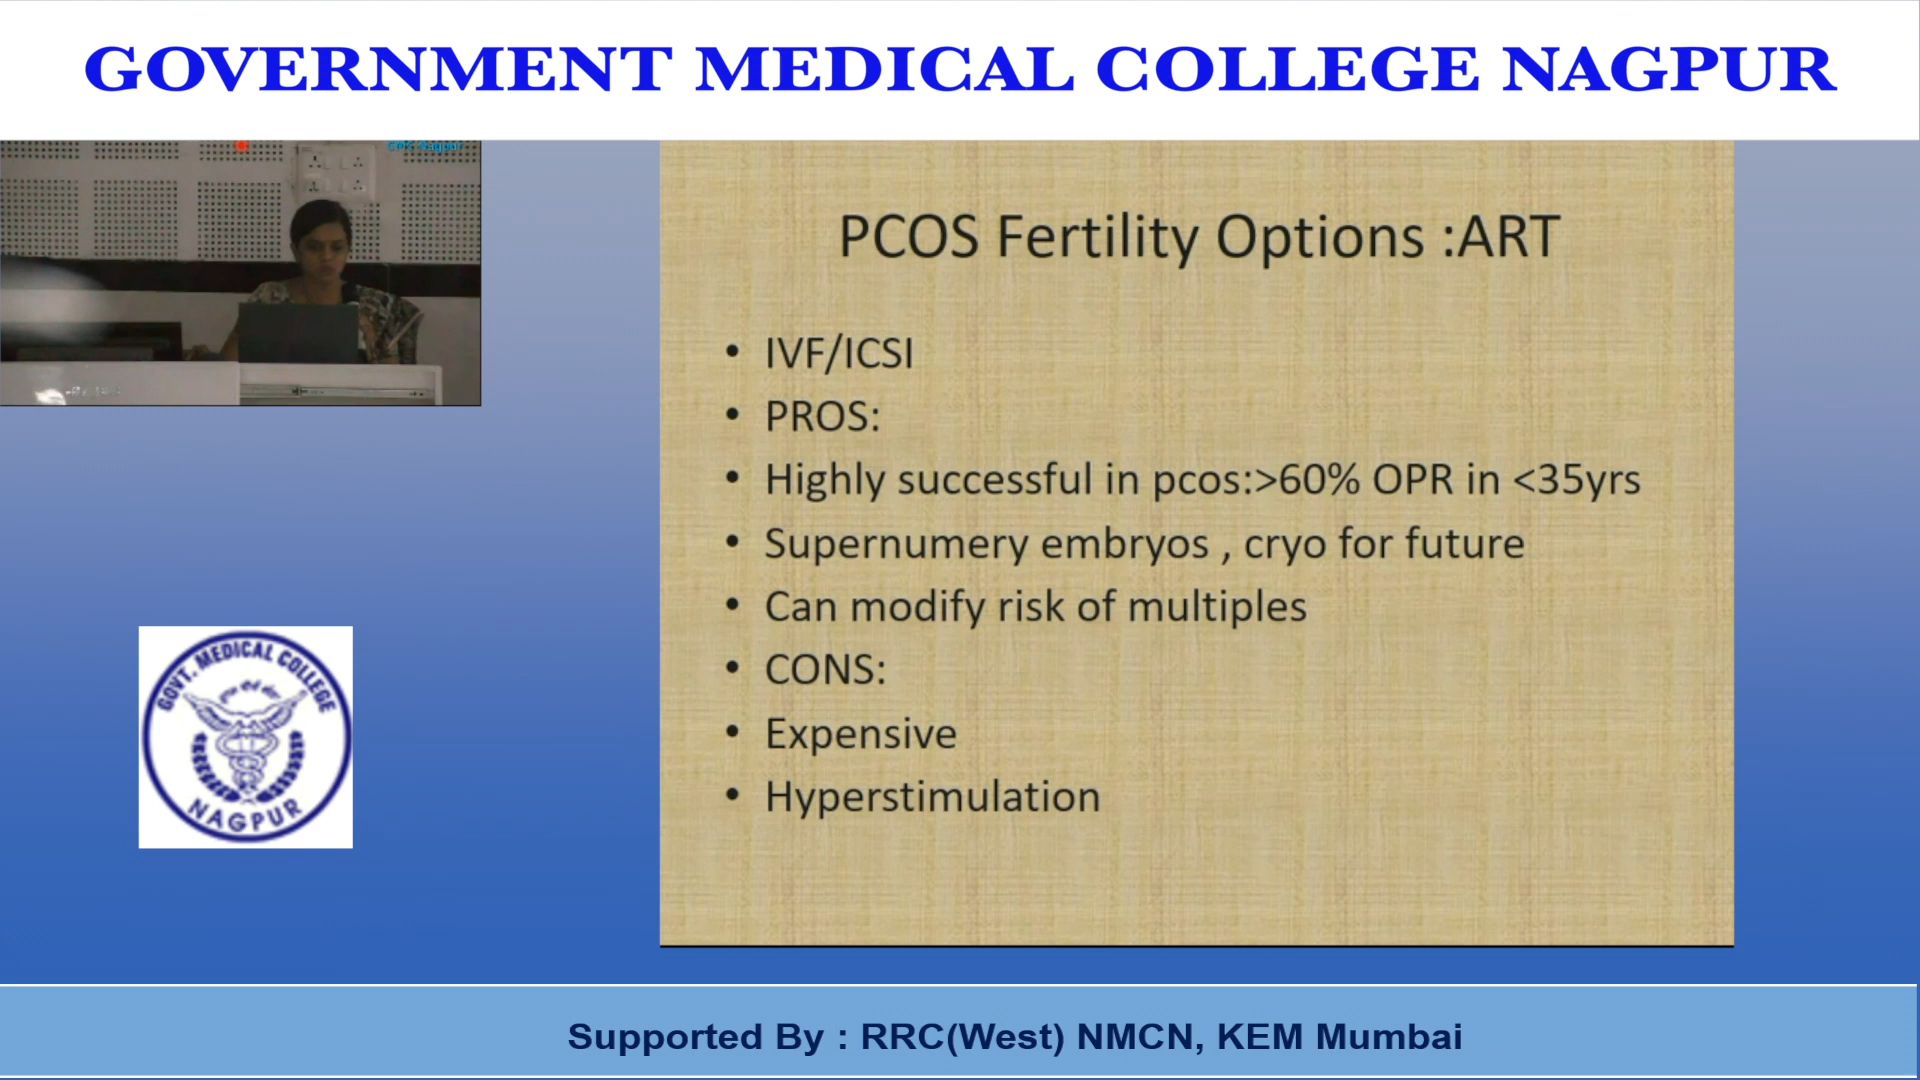 GOVERNMENT MEDICAL COLLEGE NAGPUR
GMC Nagpur
PCOS Fertility Options :ART
• IVF/ICSI
• PROS:
• Highly successful in pcos:>60% OPR in <35yrs
• Supernumery embryos , cryo for future
• Can modify risk of multiples
• CONS:
• Expensive
• Hyperstimulation
GOVT. MEDICAL COLLEGE
NAGPUR
Supported By : RRC(West) NMCN, KEM Mumbai